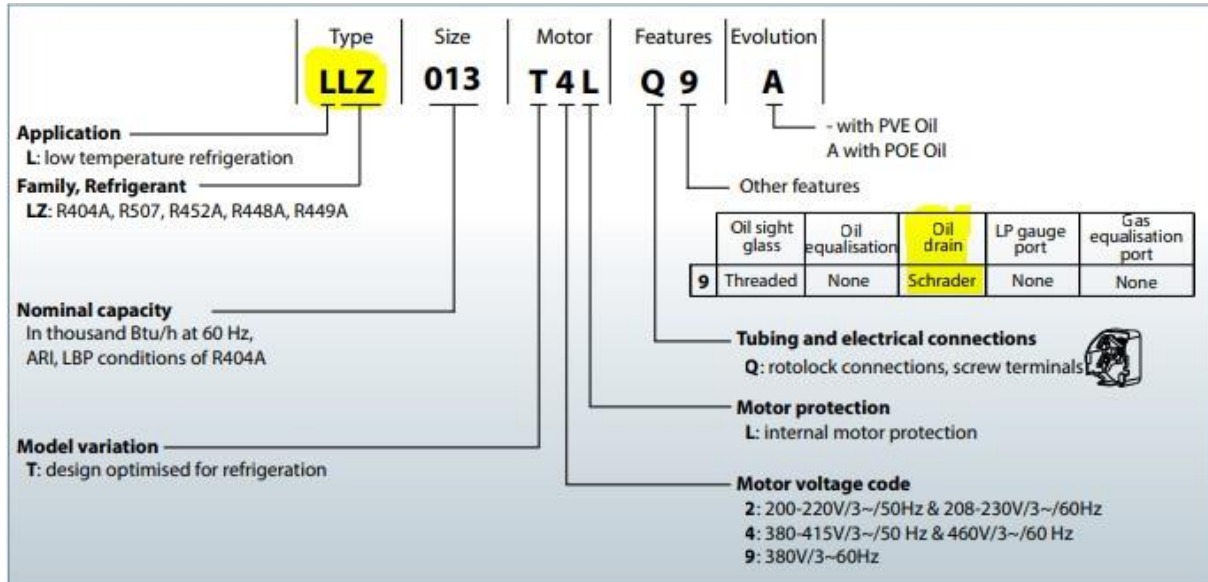 Type Size Motor Features Evolution
LLZ 013 T 4 L Q 9 A
Application
L: low temperature refrigeration
Family, Refrigerant
LZ: R404A, R507, R452A, R448A, R449A
Nominal capacity
In thousand Btu/h at 60 Hz,
ARI, LBP conditions of R404A
Model variation
T: design optimised for refrigeration
- with PVE Oil
A with POE Oil
Other features
Oil sight glass Oil equalisation Oil drain LP gauge port Gas equalisation port
9 Threaded None Schrader None None
Tubing and electrical connections
Q: rotolock connections, screw terminals
Motor protection
L: internal motor protection
Motor voltage code
2: 200-220V/3~/50Hz & 208-230V/3~/60Hz
4: 380-415V/3~/50 Hz & 460V/3~/60 Hz
9: 380V/3~60Hz